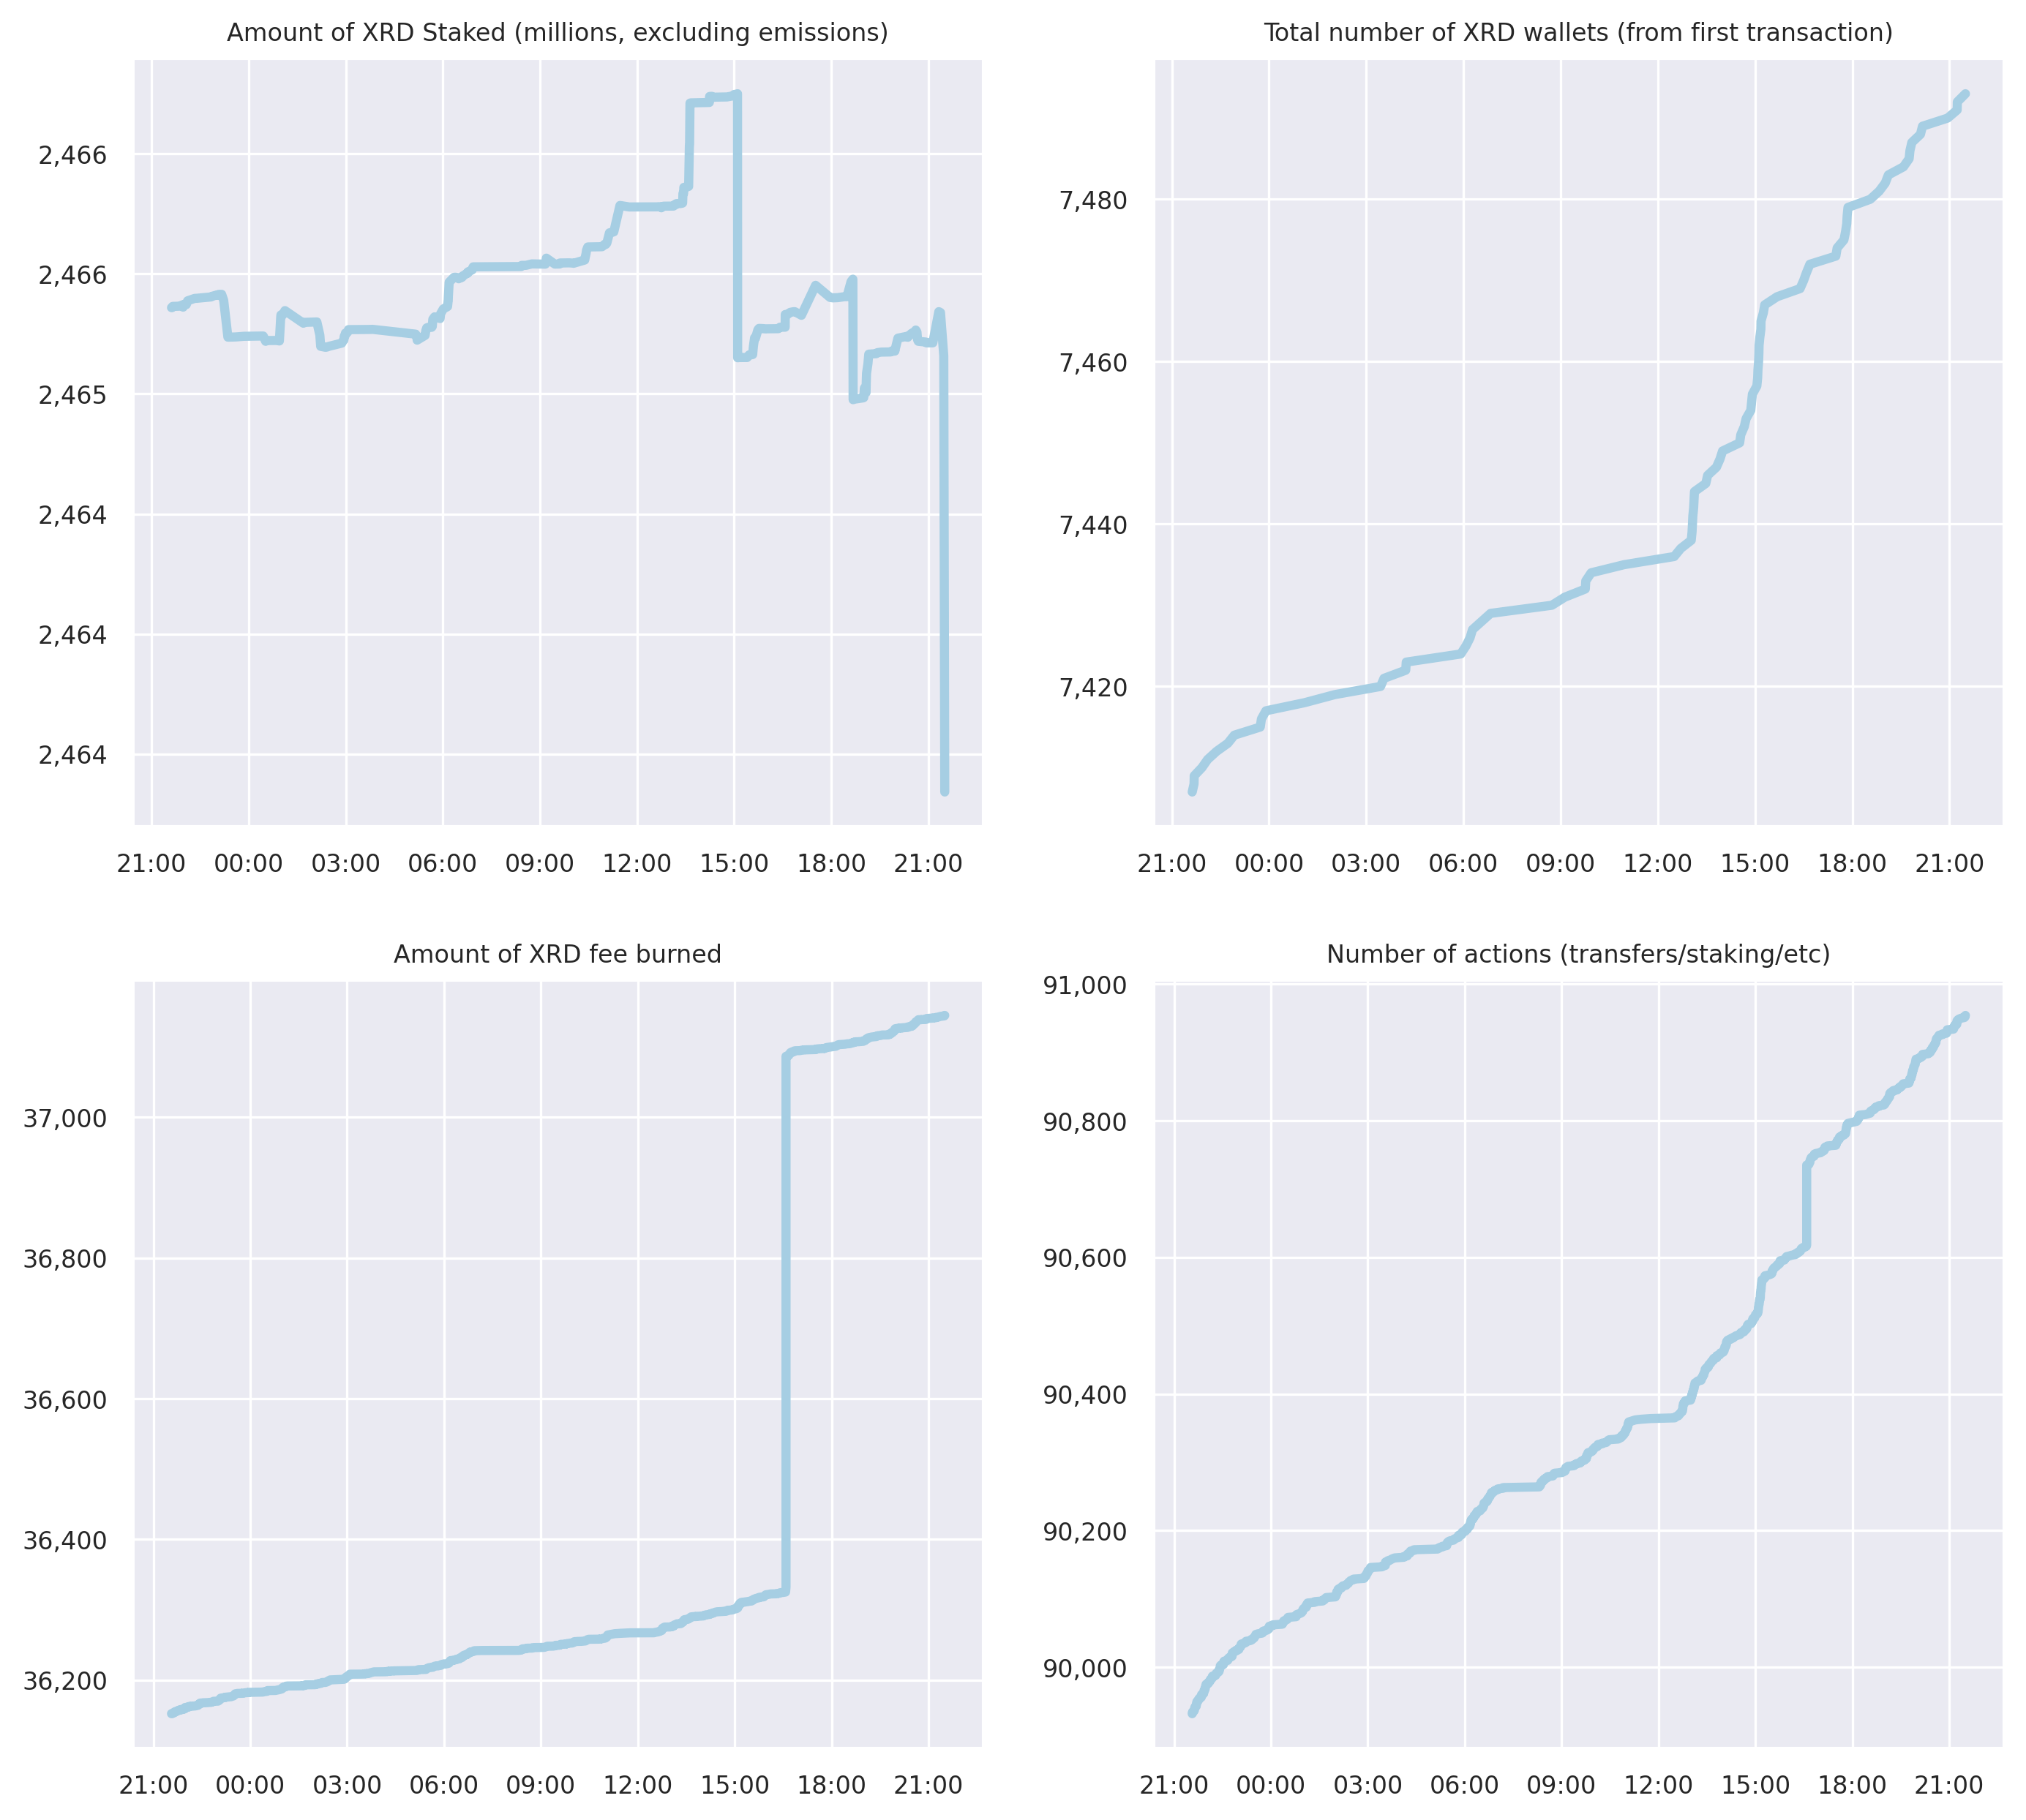 Amount of XRD Staked (millions, excluding emissions)
2,466
2,466
2,465
2,464
2,464
2,464
21:00 00:00 03:00 06:00 09:00 12:00 15:00 18:00 21:00
Total number of XRD wallets (from first transaction)
7,480
7,460
7,440
7,420
21:00 00:00 03:00 06:00 09:00 12:00 15:00 18:00 21:00
Amount of XRD fee burned
37,000
36,800
36,600
36,400
36,200
21:00 00:00 03:00 06:00 09:00 12:00 15:00 18:00 21:00
Number of actions (transfers/staking/etc)
91,000
90,800
90,600
90,400
90,200
90,000
21:00 00:00 03:00 06:00 09:00 12:00 15:00 18:00 21:00